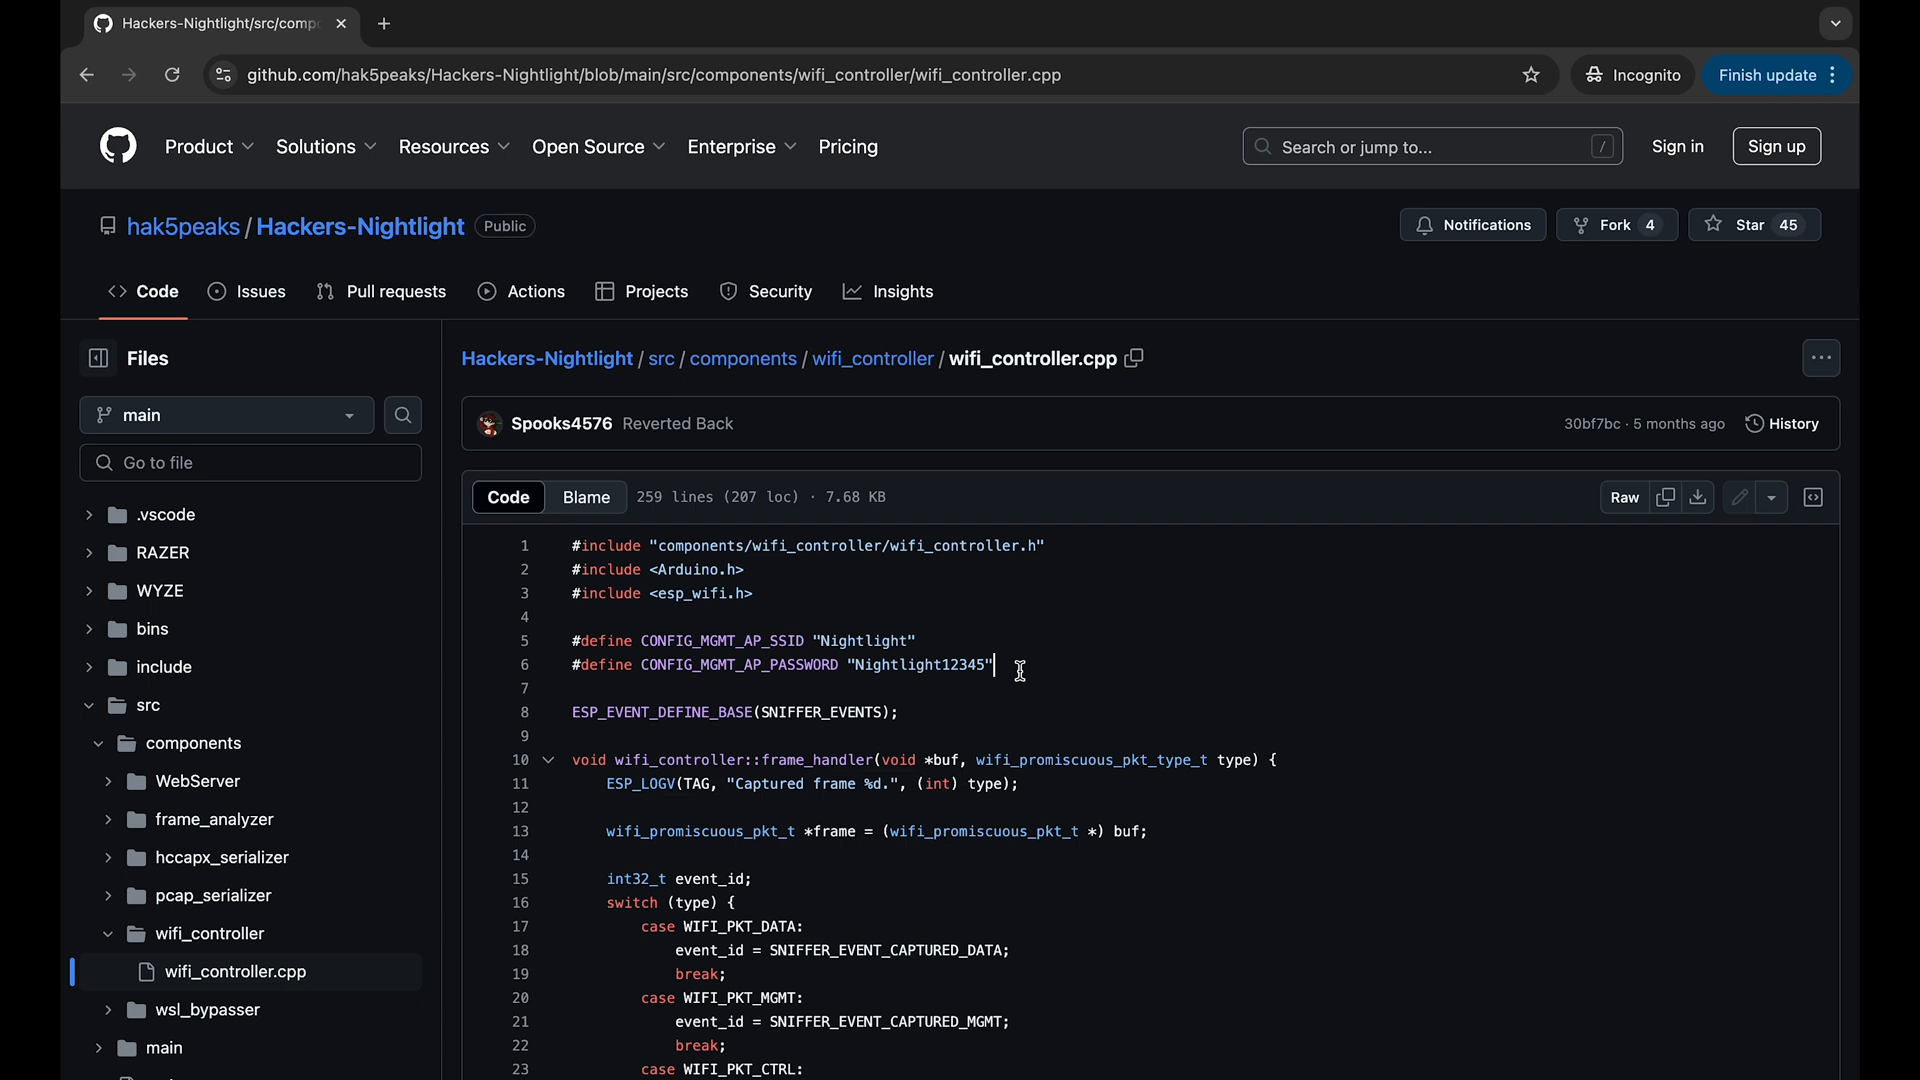 Hackers-Nightlight/src/comp
github.com/hak5peaks/Hackers-Nightlight/blob/main/src/components/wifi_controller/wifi_controller.cpp
Incognito
Finish update
Product
Solutions
Resources
Open Source
Enterprise
Pricing
Search or jump to...
/
Sign in
Sign up
hak5peaks / Hackers-Nightlight
Public
Notifications
Fork 4
Star 45
Code
Issues
Pull requests
Actions
Projects
Security
Insights
Files
main
Go to file
.vscode
RAZER
WYZE
bins
include
src
components
WebServer
frame_analyzer
hccapx_serializer
pcap_serializer
wifi_controller
wifi_controller.cpp
wsl_bypasser
main
Hackers-Nightlight / src / components / wifi_controller / wifi_controller.cpp
Spooks4576 Reverted Back
30bf7bc · 5 months ago
History
Code
Blame
259 lines (207 loc) · 7.68 KB
Raw
1 #include "components/wifi_controller/wifi_controller.h"
2 #include <Arduino.h>
3 #include <esp_wifi.h>
4
5 #define CONFIG_MGMT_AP_SSID "Nightlight"
6 #define CONFIG_MGMT_AP_PASSWORD "Nightlight12345"
7
8 ESP_EVENT_DEFINE_BASE(SNIFFER_EVENTS);
9
10 void wifi_controller::frame_handler(void *buf, wifi_promiscuous_pkt_type_t type) {
11 ESP_LOGV(TAG, "Captured frame %d.", (int) type);
12
13 wifi_promiscuous_pkt_t *frame = (wifi_promiscuous_pkt_t *) buf;
14
15 int32_t event_id;
16 switch (type) {
17 case WIFI_PKT_DATA:
18 event_id = SNIFFER_EVENT_CAPTURED_DATA;
19 break;
20 case WIFI_PKT_MGMT:
21 event_id = SNIFFER_EVENT_CAPTURED_MGMT;
22 break;
23 case WIFI_PKT_CTRL: